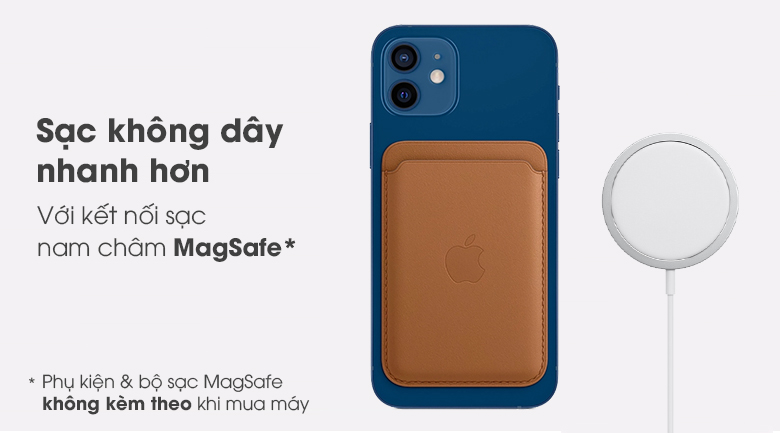 Sạc không dây
nhanh hơn
Với kết nối sạc
nam châm MagSafe*
* Phụ kiện & bộ sạc MagSafe
không kèm theo khi mua máy